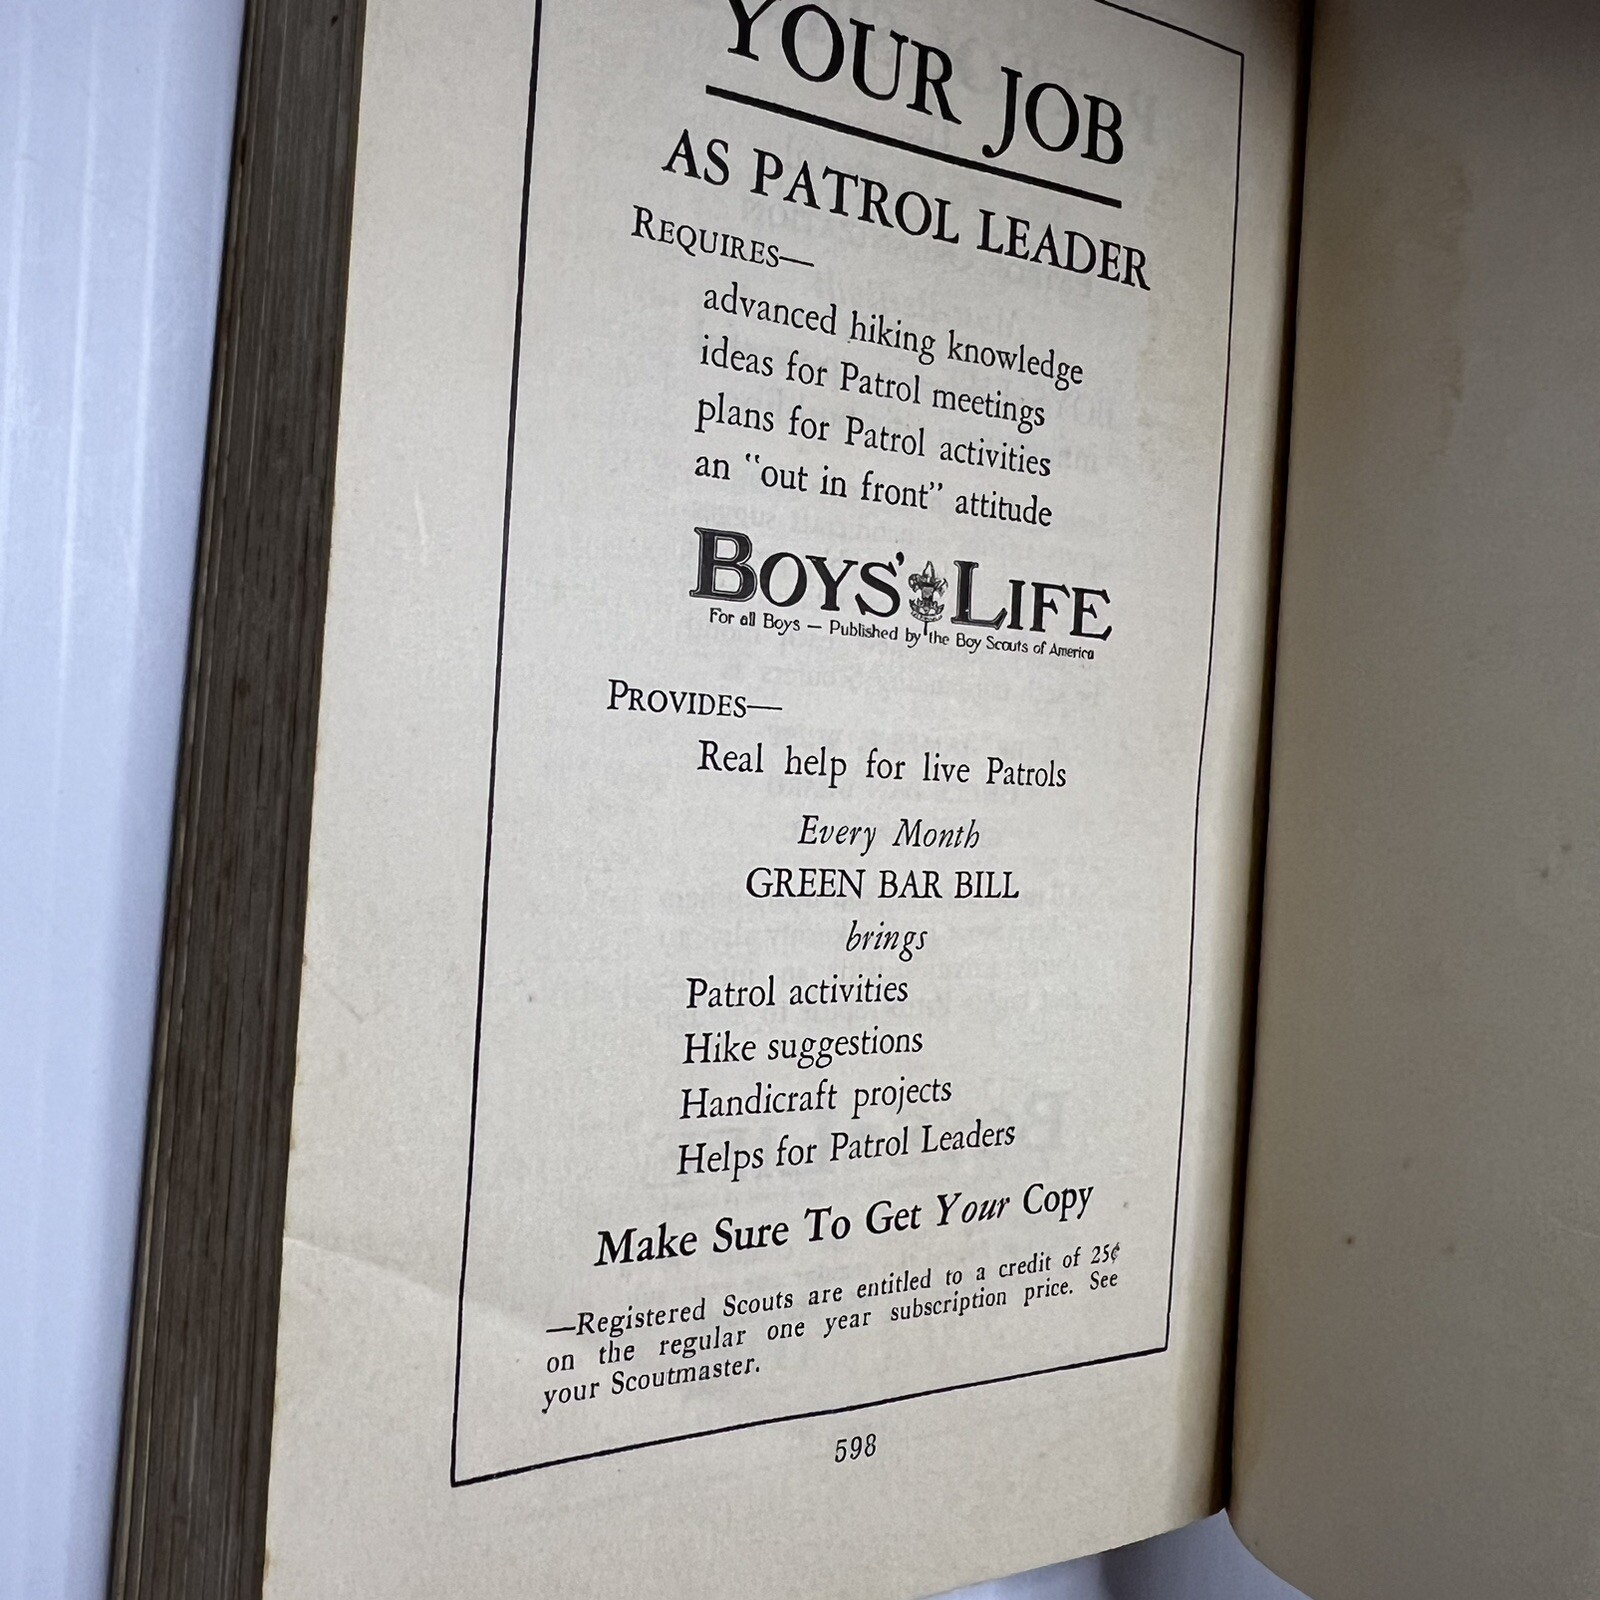 YOUR JOB
AS PATROL LEADER
REQUIRES—
advanced hiking knowledge
ideas for Patrol meetings
plans for Patrol activities
an "out in front" attitude
BOYS' LIFE
For all Boys — Published by the Boy Scouts of America
PROVIDES—
Real help for live Patrols
Every Month
GREEN BAR BILL
brings
Patrol activities
Hike suggestions
Handicraft projects
Helps for Patrol Leaders
Make Sure To Get Your Copy
—Registered Scouts are entitled to a credit of 25¢
on the regular one year subscription price. See
your Scoutmaster.
598